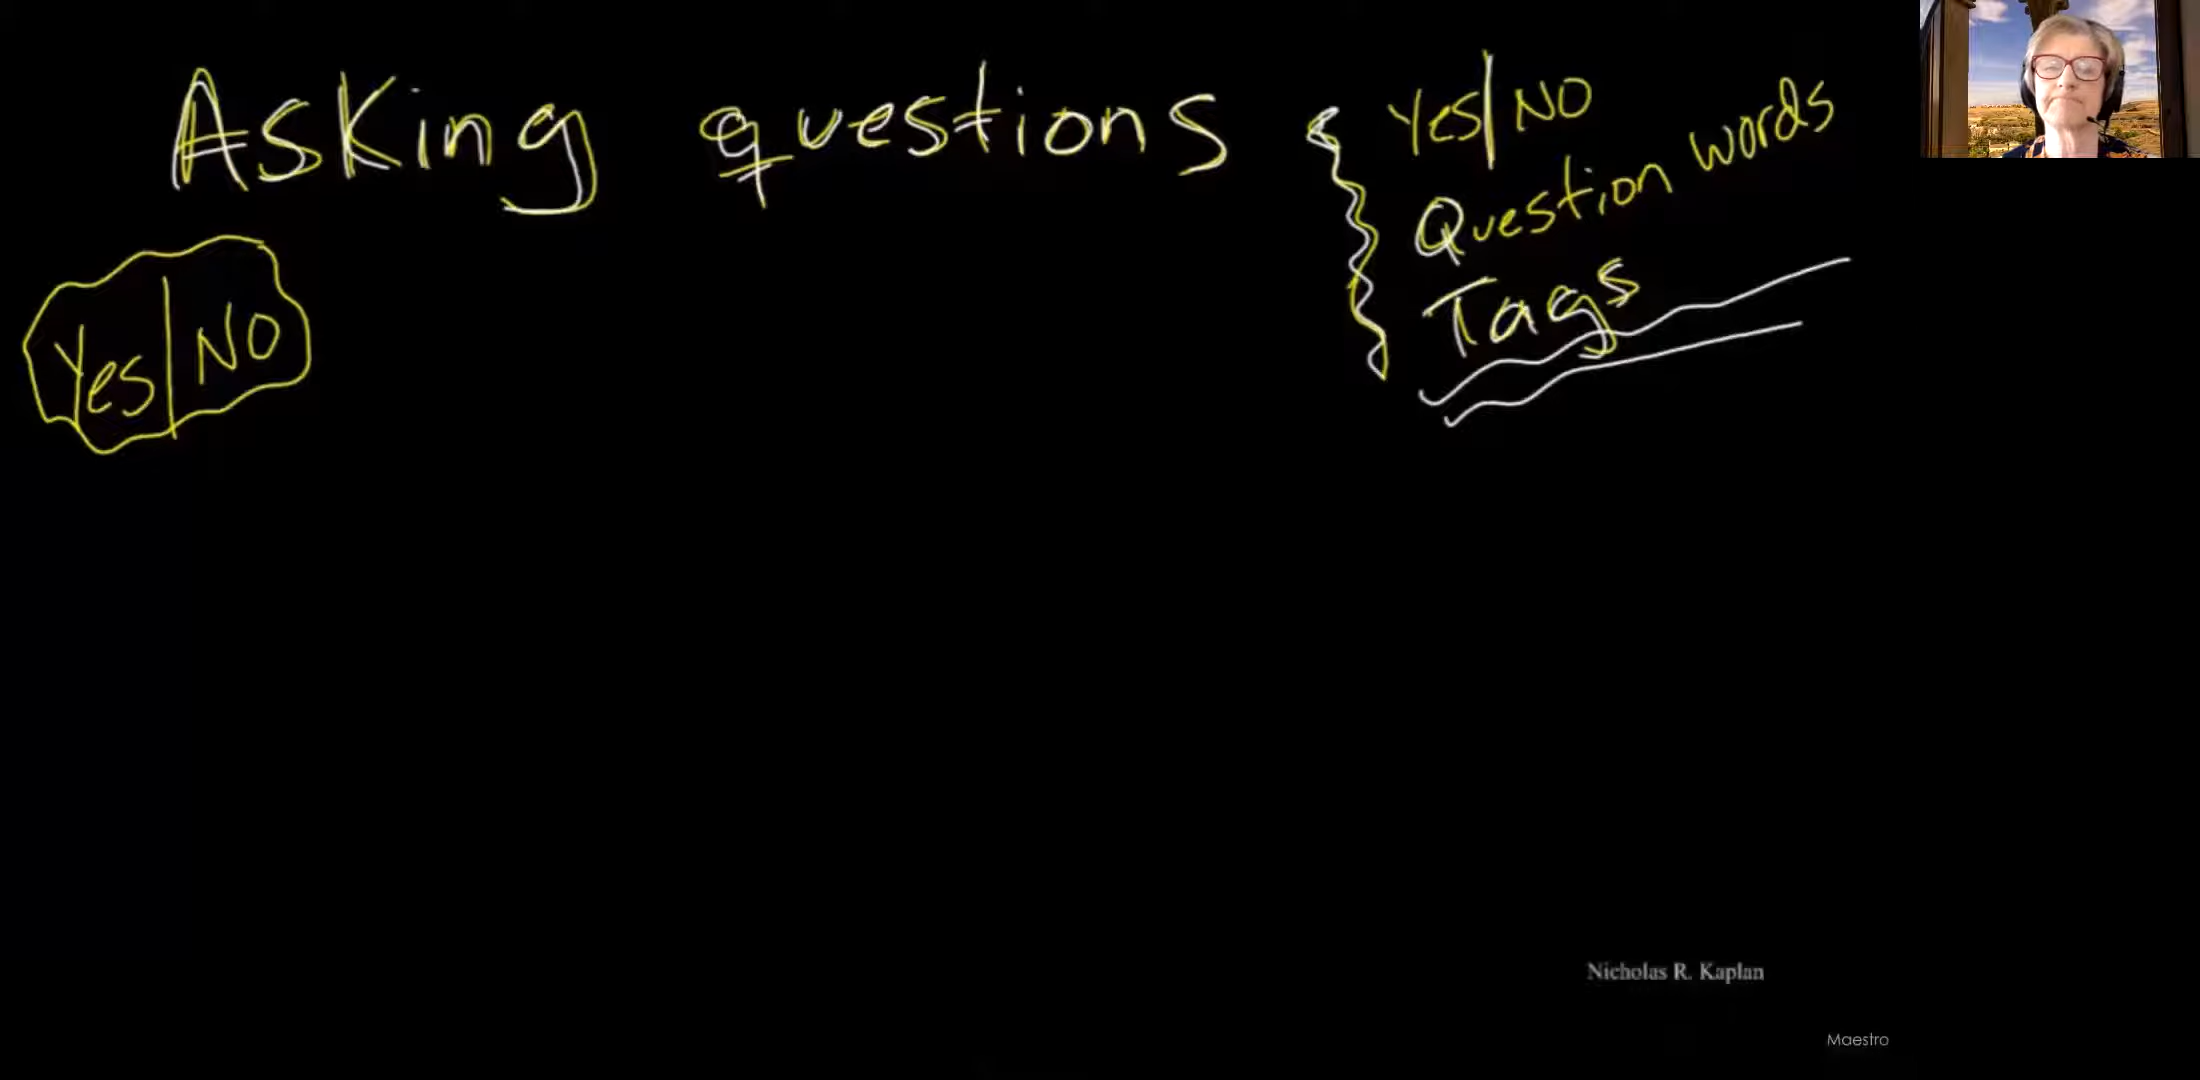 Asking questions
Yes/NO
Question words
Tags
Yes/NO
Nicholas R. Kaplan
Maestro